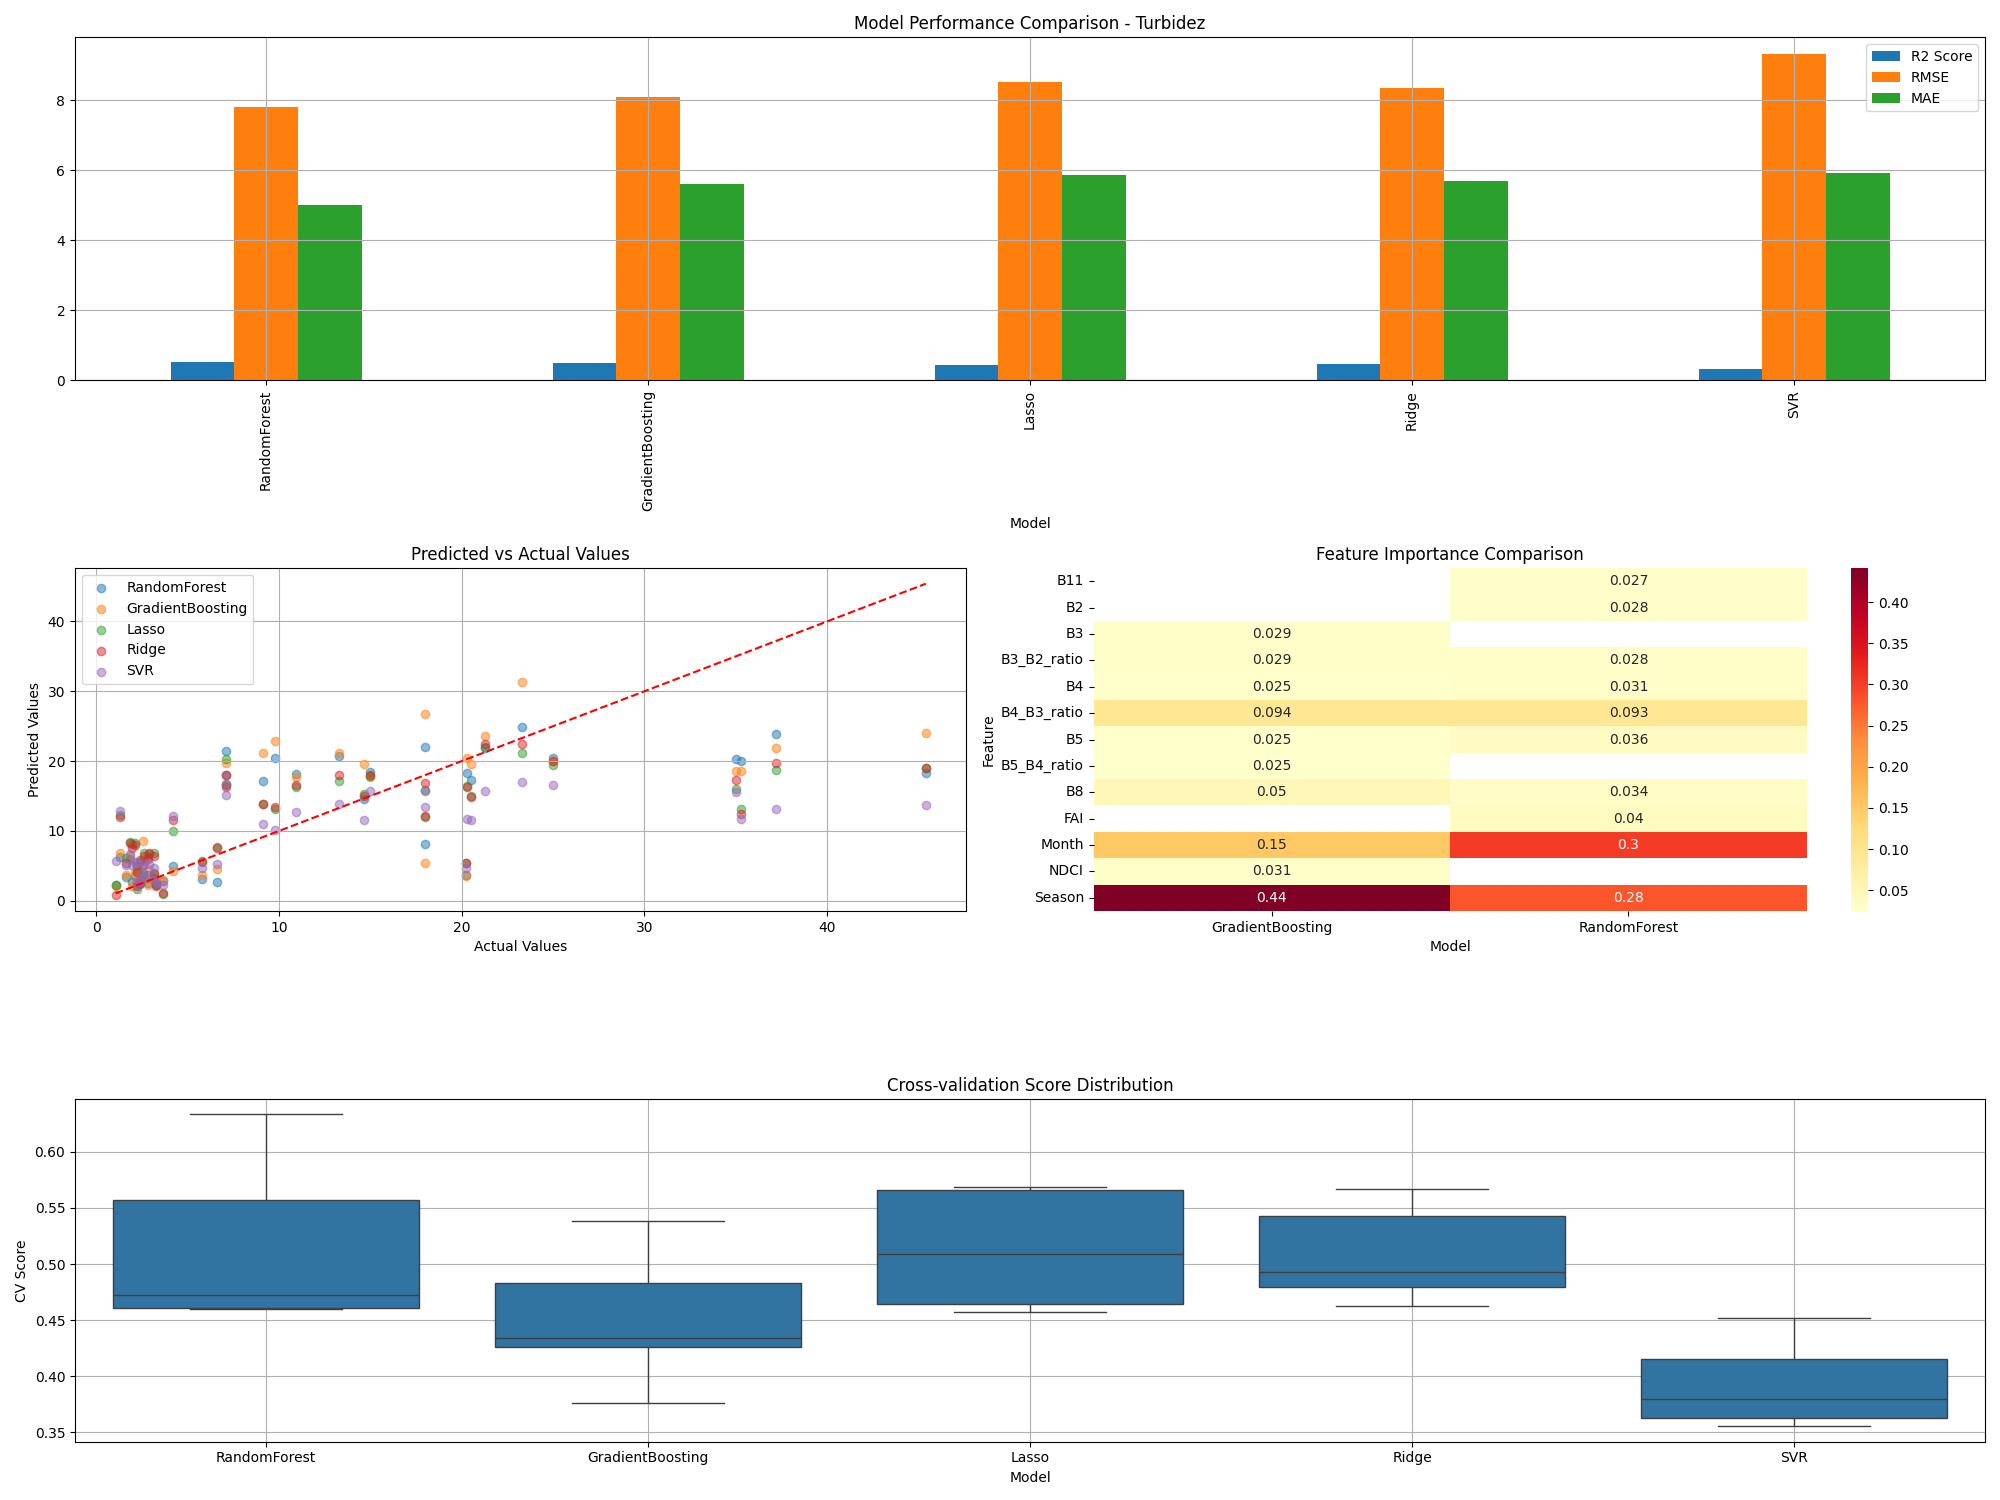 Model Performance Comparison - Turbidez
R2 Score
RMSE
MAE
8
6
4
2
0
RandomForest
GradientBoosting
Lasso
Ridge
SVR
Model
Predicted vs Actual Values
RandomForest
GradientBoosting
Lasso
Ridge
SVR
Predicted Values
40
30
20
10
0
0 10 20 30 40
Actual Values
Feature Importance Comparison
Feature
B11 0.027
B2 0.028
B3 0.029
B3_B2_ratio 0.029 0.028
B4 0.025 0.031
B4_B3_ratio 0.094 0.093
B5 0.025 0.036
B5_B4_ratio 0.025
B8 0.05 0.034
FAI 0.04
Month 0.15 0.3
NDCI 0.031
Season 0.44 0.28
GradientBoosting RandomForest
Model
0.40
0.35
0.30
0.25
0.20
0.15
0.10
0.05
Cross-validation Score Distribution
CV Score
0.60
0.55
0.50
0.45
0.40
0.35
RandomForest GradientBoosting Lasso Ridge SVR
Model